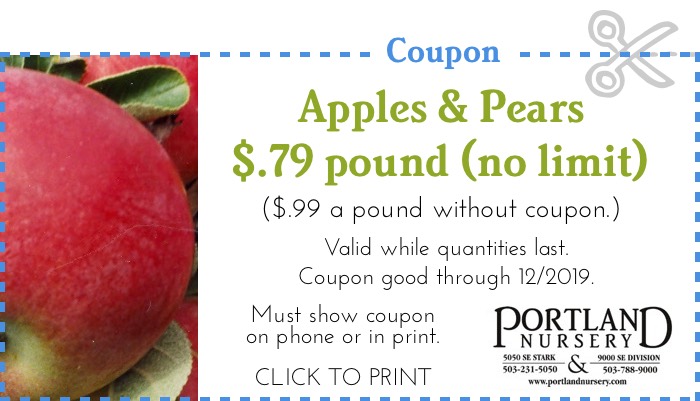 Coupon
Apples & Pears
$.79 pound (no limit)
($.99 a pound without coupon.)
Valid while quantities last.
Coupon good through 12/2019.
Must show coupon
on phone or in print.
CLICK TO PRINT
PORTLAND
NURSERY
5050 SE STARK & 9000 SE DIVISION
503-231-5050 503-788-9000
www.portlandnursery.com